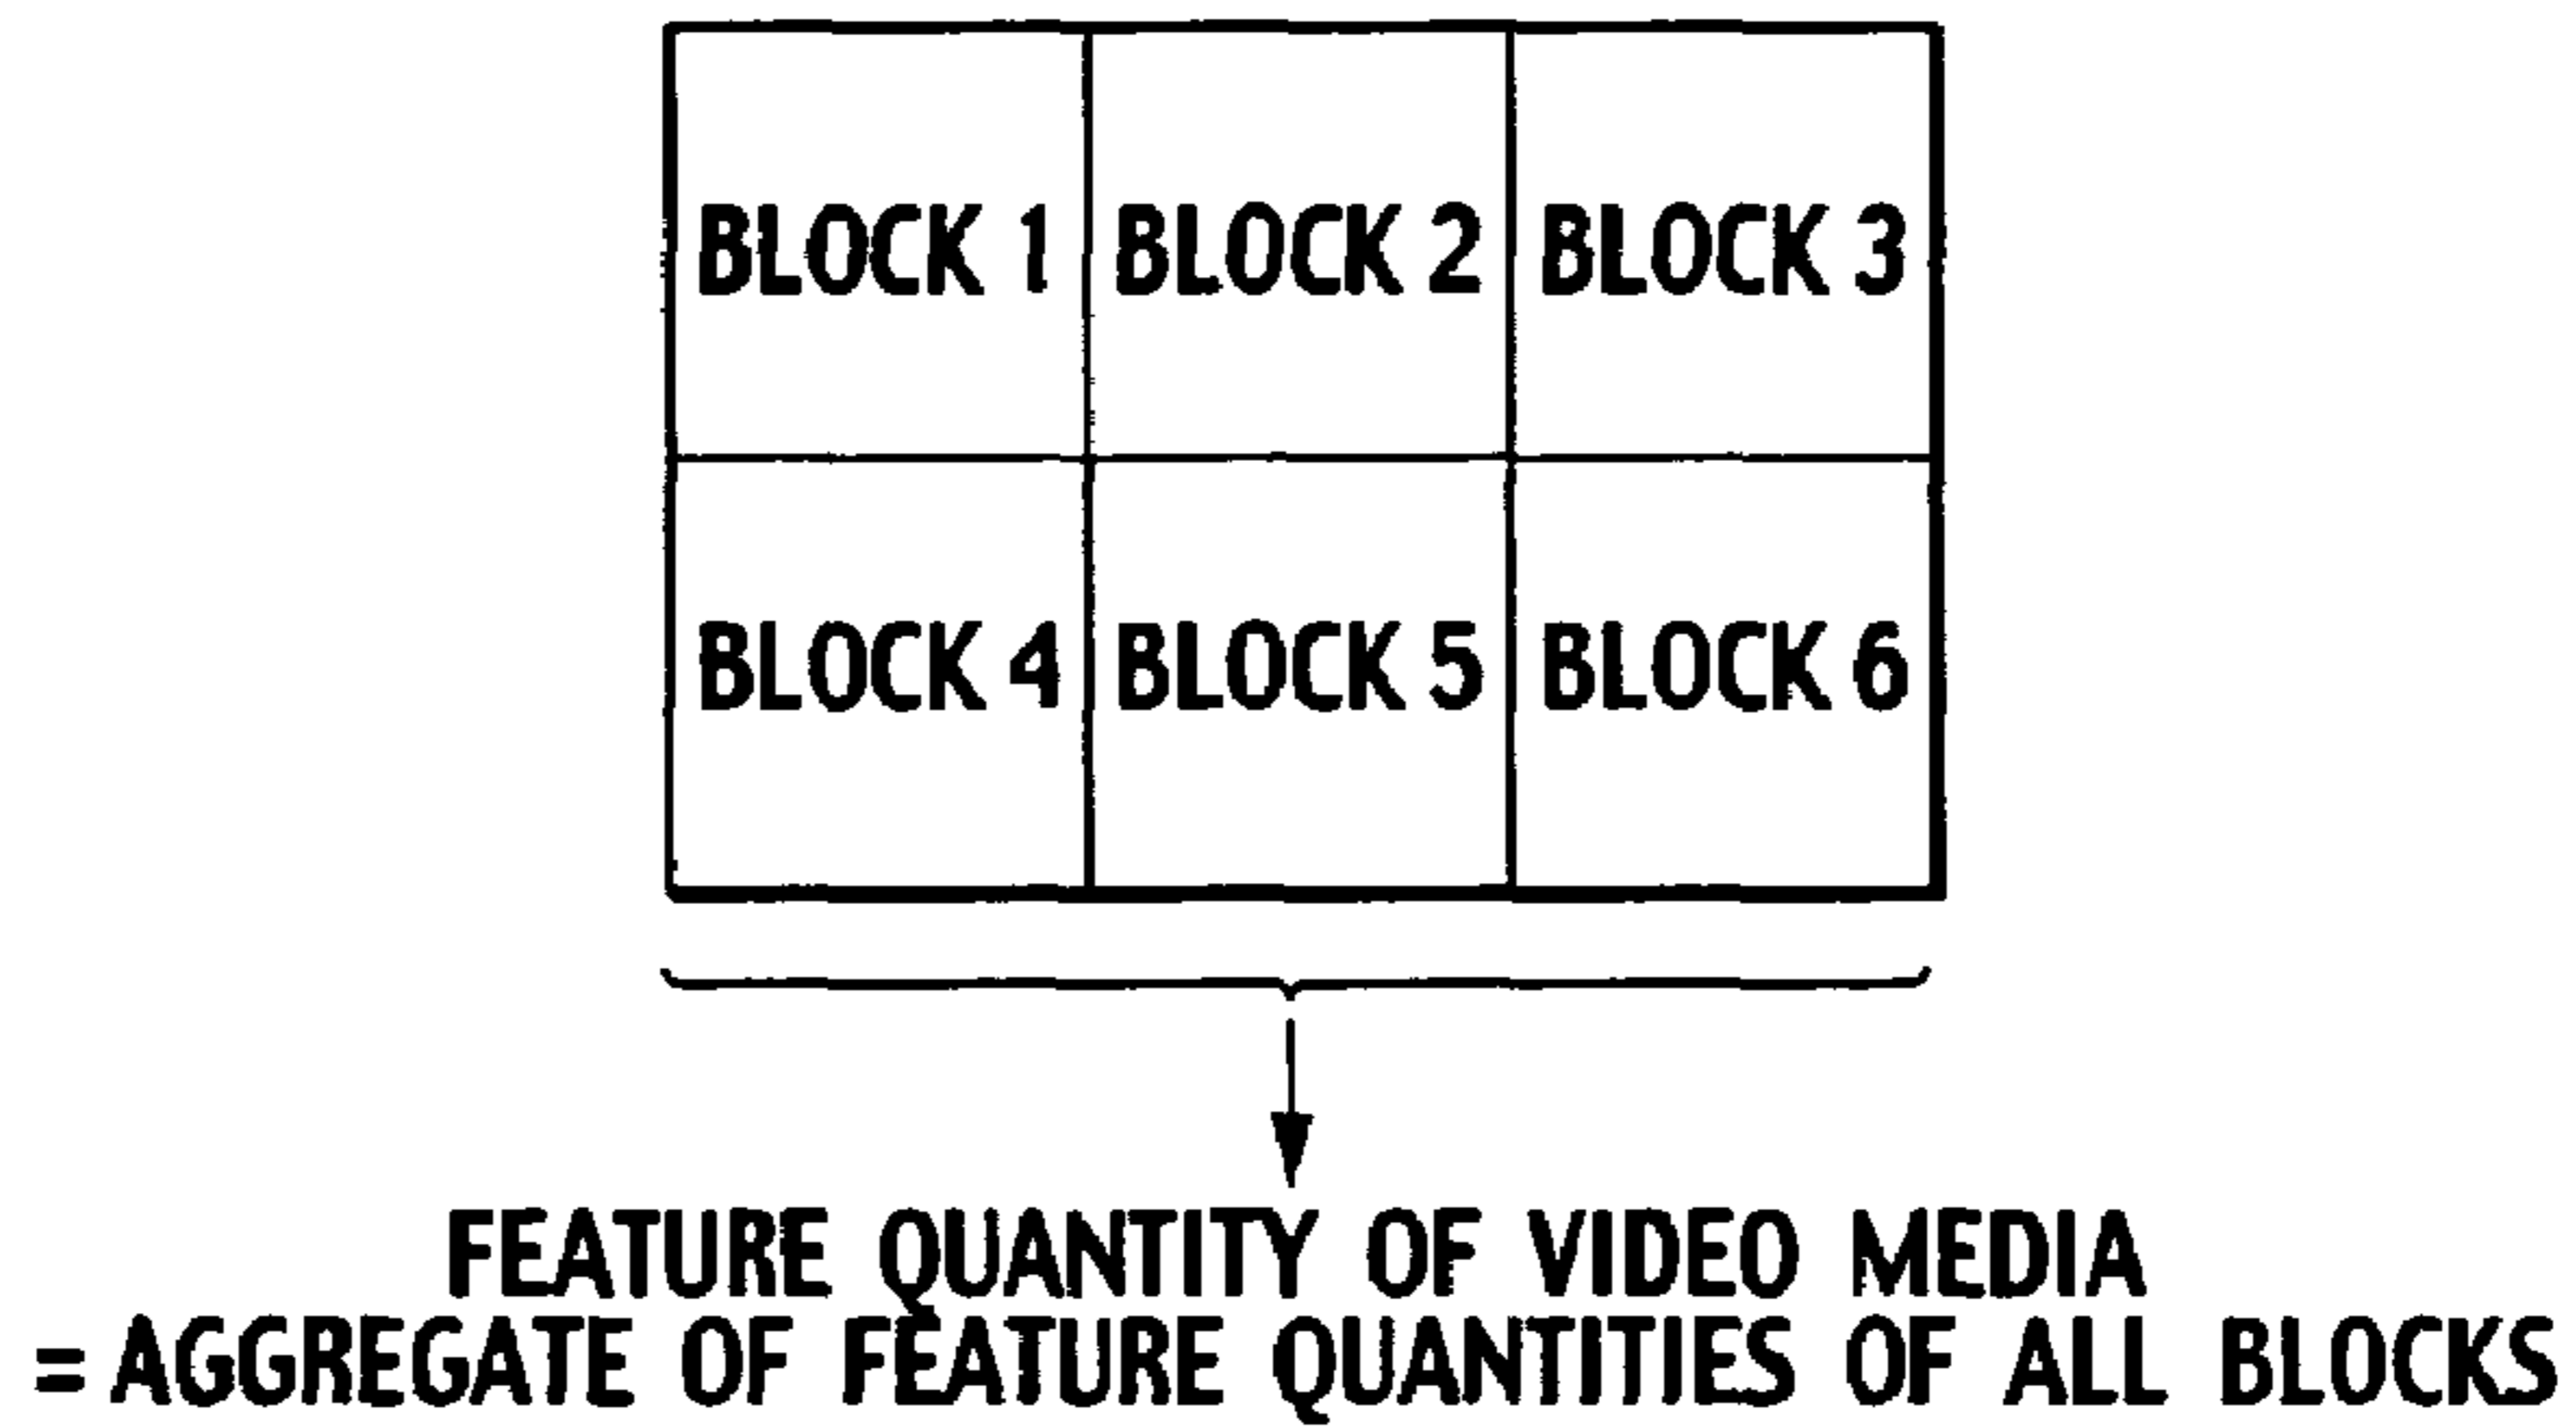 BLOCK 1 BLOCK 2 BLOCK 3
BLOCK 4 BLOCK 5 BLOCK 6
FEATURE QUANTITY OF VIDEO MEDIA
= AGGREGATE OF FEATURE QUANTITIES OF ALL BLOCKS